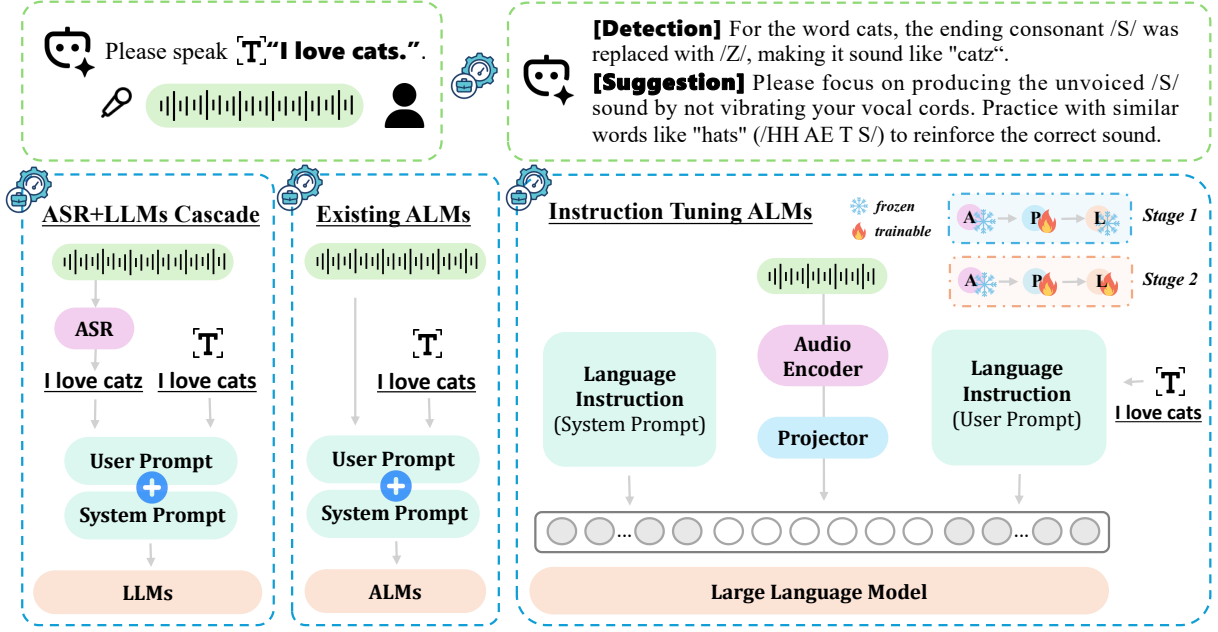 Please speak [T]“I love cats.”.
[Detection] For the word cats, the ending consonant /S/ was
replaced with /Z/, making it sound like "catz“.
[Suggestion] Please focus on producing the unvoiced /S/
sound by not vibrating your vocal cords. Practice with similar
words like "hats" (/HH AE T S/) to reinforce the correct sound.
ASR+LLMs Cascade
ASR
T
I love catz
I love cats
User Prompt
System Prompt
LLMs
Existing ALMs
T
I love cats
User Prompt
System Prompt
ALMs
Instruction Tuning ALMs
frozen
trainable
A P L Stage 1
A P L Stage 2
Language
Instruction
(System Prompt)
Audio
Encoder
Projector
Language
Instruction
(User Prompt)
T
I love cats
...
...
Large Language Model